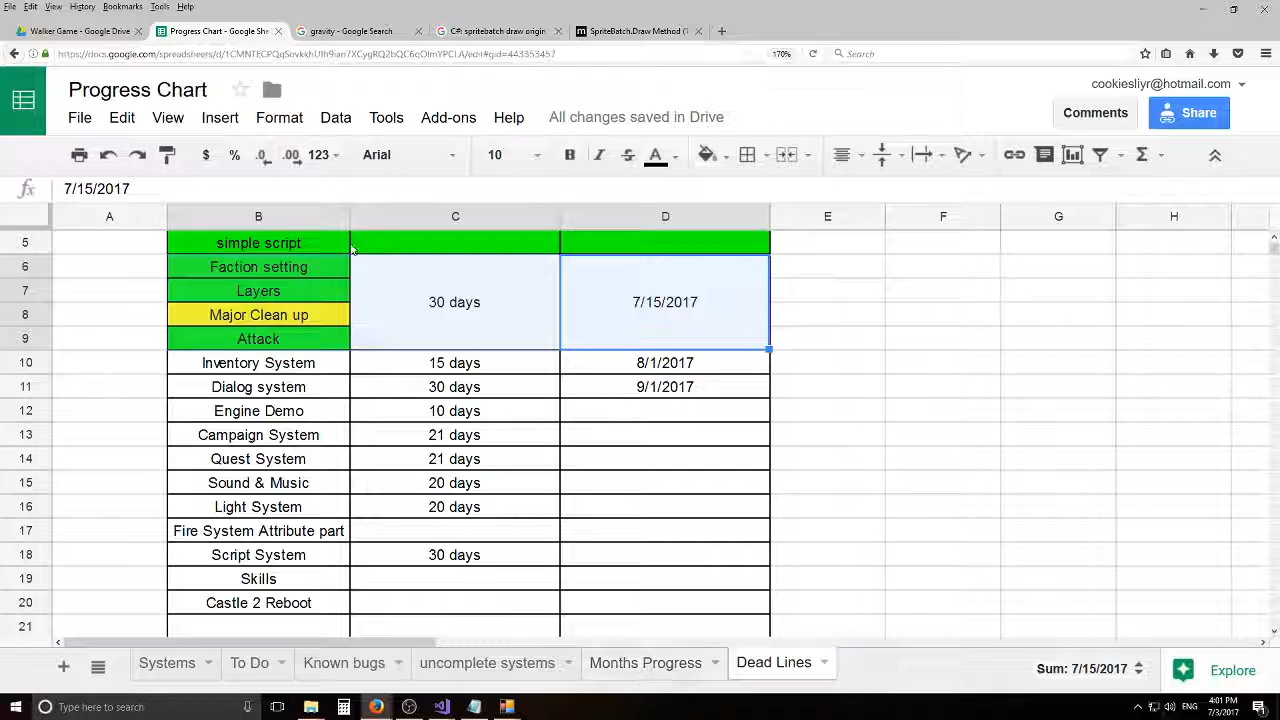 File Edit View History Bookmarks Tools Help
Walker Game - Google Drive
Progress Chart - Google She
gravity - Google Search
C# spritebatch draw origin
SpriteBatch.Draw Method (T
170%
Search
Progress Chart
cookiesliyr@hotmail.com
File Edit View Insert Format Data Tools Add-ons Help All changes saved in Drive
Comments
Share
$ % .0 .00 123 Arial 10 B I S A
fx 7/15/2017
A B C D E F G H
5 simple script
6 Faction setting
7 Layers
30 days 7/15/2017
8 Major Clean up
9 Attack
10 Inventory System 15 days 8/1/2017
11 Dialog system 30 days 9/1/2017
12 Engine Demo 10 days
13 Campaign System 21 days
14 Quest System 21 days
15 Sound & Music 20 days
16 Light System 20 days
17 Fire System Attribute part
18 Script System 30 days
19 Skills
20 Castle 2 Reboot
21
Systems To Do Known bugs uncomplete systems Months Progress Dead Lines
Sum: 7/15/2017
Explore
Type here to search
ENG
4:01 PM
7/3/2017